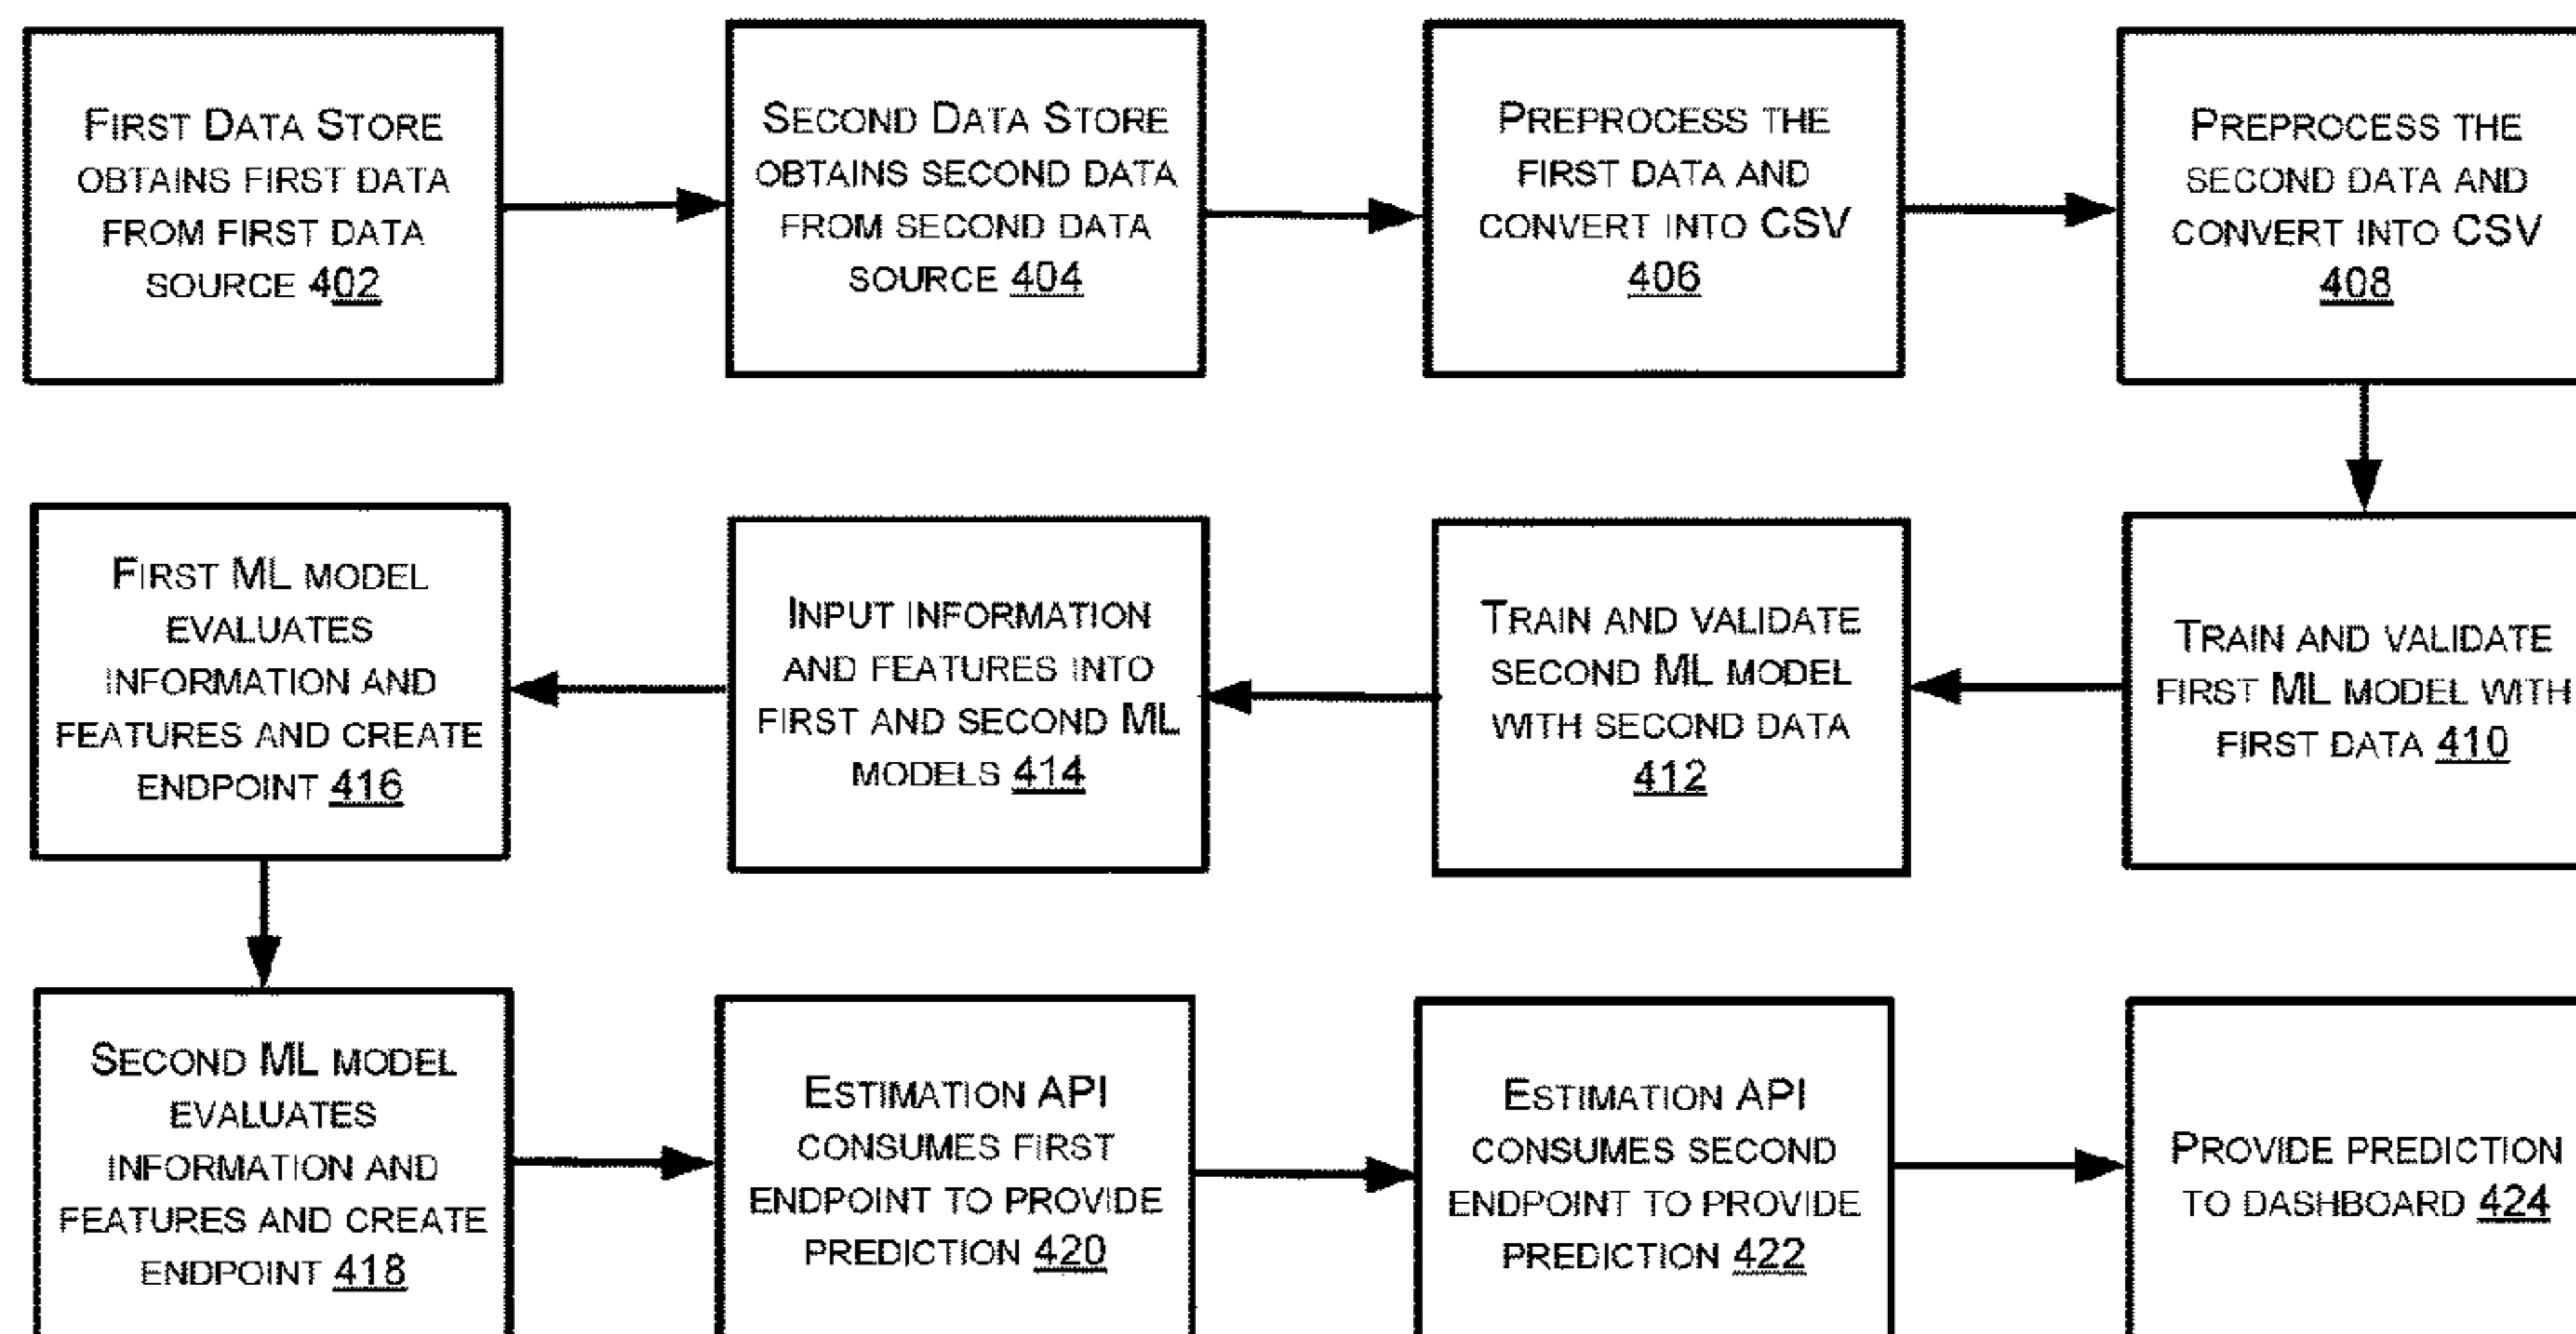 FIRST DATA STORE
OBTAINS FIRST DATA
FROM FIRST DATA
SOURCE 402
SECOND DATA STORE
OBTAINS SECOND DATA
FROM SECOND DATA
SOURCE 404
PREPROCESS THE
FIRST DATA AND
CONVERT INTO CSV
406
PREPROCESS THE
SECOND DATA AND
CONVERT INTO CSV
408
TRAIN AND VALIDATE
FIRST ML MODEL WITH
FIRST DATA 410
TRAIN AND VALIDATE
SECOND ML MODEL
WITH SECOND DATA
412
INPUT INFORMATION
AND FEATURES INTO
FIRST AND SECOND ML
MODELS 414
FIRST ML MODEL
EVALUATES
INFORMATION AND
FEATURES AND CREATE
ENDPOINT 416
SECOND ML MODEL
EVALUATES
INFORMATION AND
FEATURES AND CREATE
ENDPOINT 418
ESTIMATION API
CONSUMES FIRST
ENDPOINT TO PROVIDE
PREDICTION 420
ESTIMATION API
CONSUMES SECOND
ENDPOINT TO PROVIDE
PREDICTION 422
PROVIDE PREDICTION
TO DASHBOARD 424